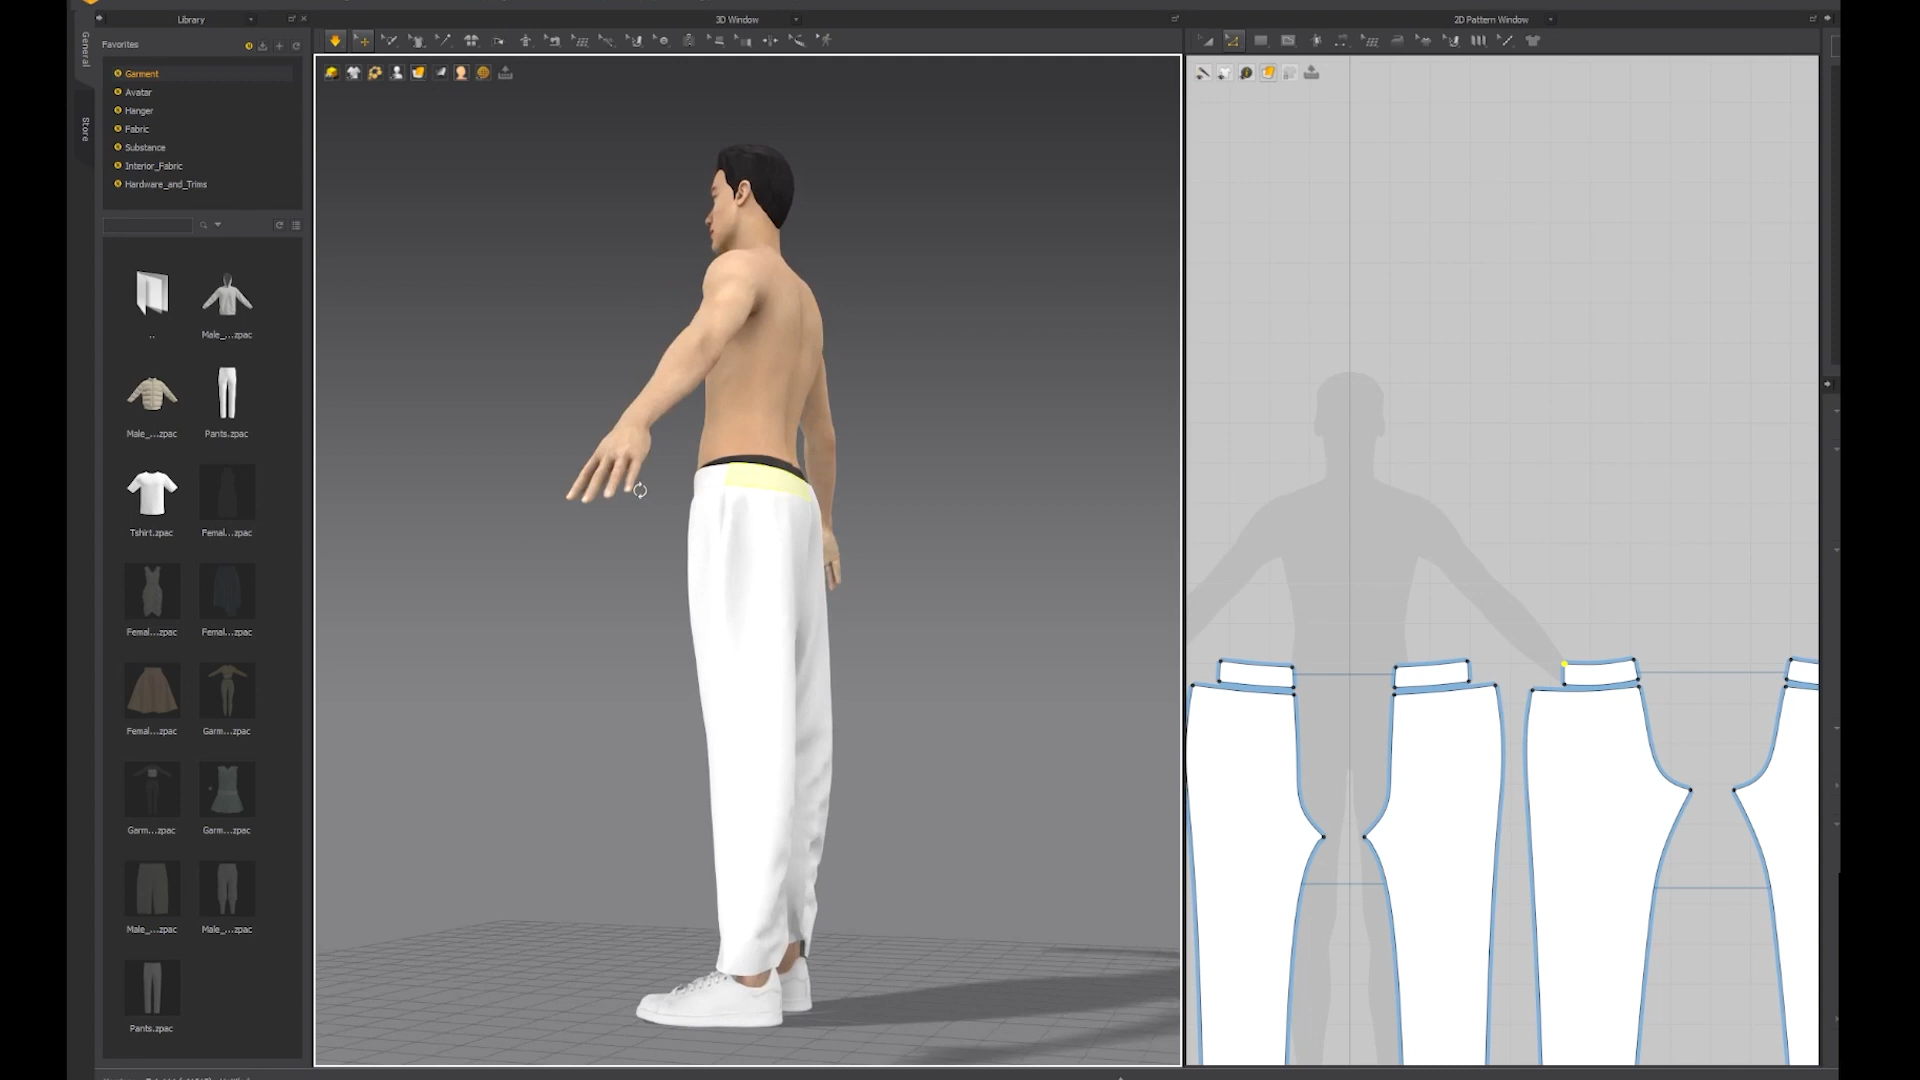 Library
3D Window
2D Pattern Window
General
Store
Favorites
Garment
Avatar
Hanger
Fabric
Substance
Interior_Fabric
Hardware_and_Trims
..
Male_...zpac
Male_...zpac
Pants.zpac
Tshirt.zpac
Femal...zpac
Femal...zpac
Femal...zpac
Femal...zpac
Garm...zpac
Garm...zpac
Garm...zpac
Male_...zpac
Male_...zpac
Pants.zpac